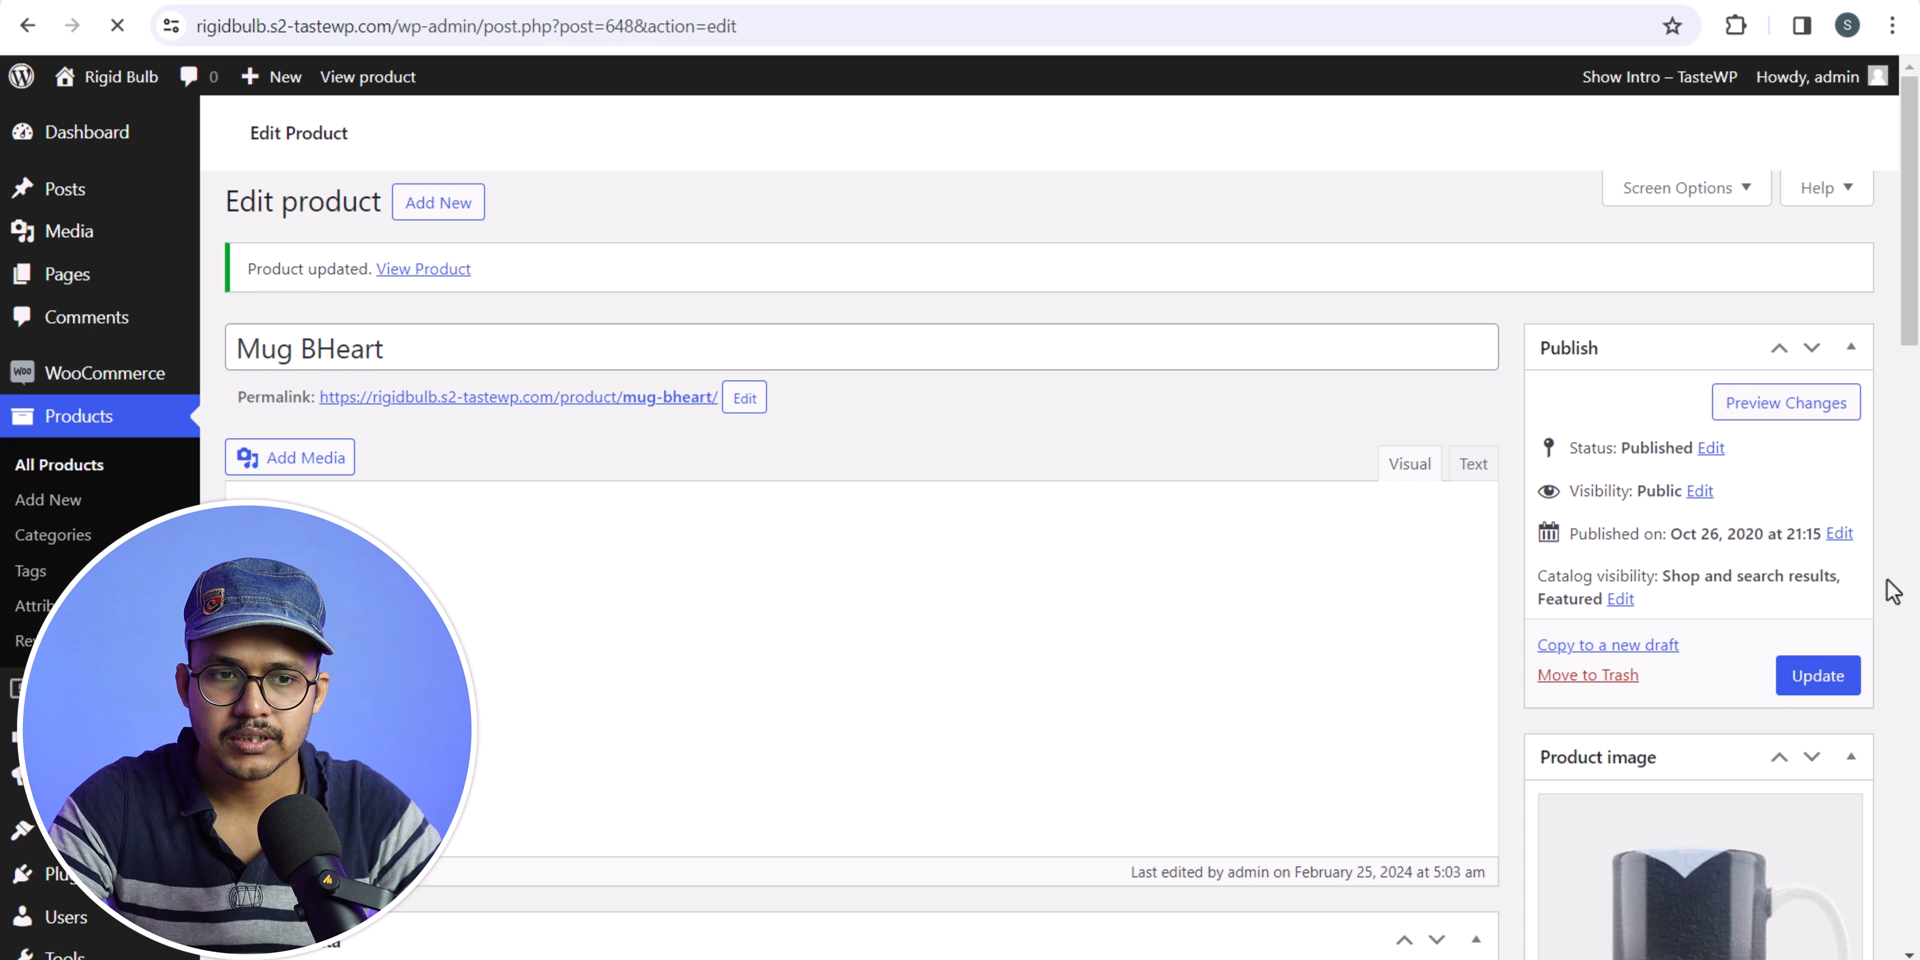 rigidbulb.s2-tastewp.com/wp-admin/post.php?post=648&action=edit
S
Rigid Bulb
0
New
View product
Show Intro – TasteWP
Howdy, admin
Dashboard
Posts
Media
Pages
Comments
WooCommerce
Products
All Products
Add New
Categories
Tags
Users
Tools
Edit Product
Edit product
Add New
Screen Options
Help
Product updated. View Product
Mug BHeart
Permalink: https://rigidbulb.s2-tastewp.com/product/mug-bheart/ Edit
Add Media
Visual
Text
Last edited by admin on February 25, 2024 at 5:03 am
Publish
Preview Changes
Status: Published Edit
Visibility: Public Edit
Published on: Oct 26, 2020 at 21:15 Edit
Catalog visibility: Shop and search results,
Featured Edit
Copy to a new draft
Move to Trash
Update
Product image